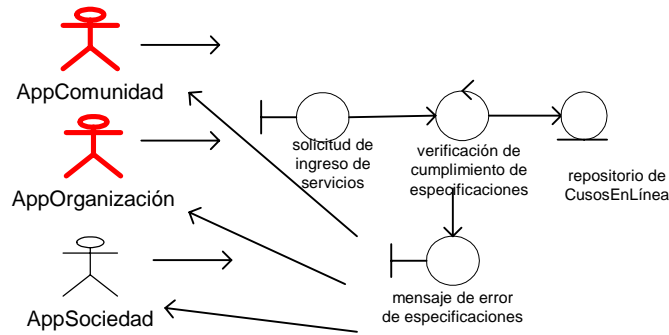 AppComunidad
AppOrganización
AppSociedad
solicitud de
ingreso de
servicios
verificación de
cumplimiento de
especificaciones
repositorio de
CusosEnLínea
mensaje de error
de especificaciones